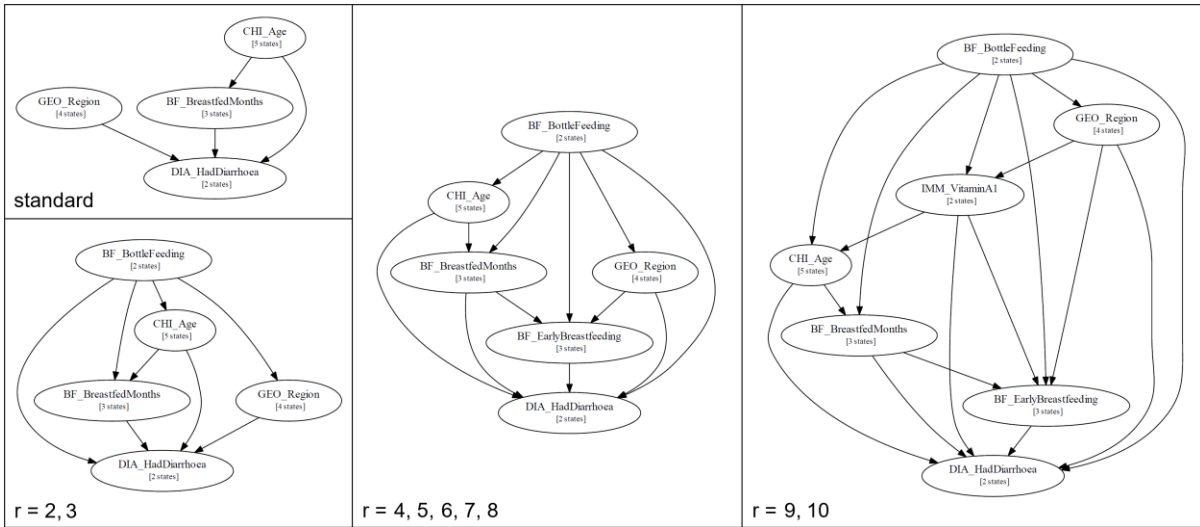 CHI_Age
[5 states]
GEO_Region
[4 states]
BF_BreastfedMonths
[3 states]
DIA_HadDiarrhoea
[2 states]
standard
BF_BottleFeeding
[2 states]
CHI_Age
[5 states]
BF_BreastfedMonths
[3 states]
GEO_Region
[4 states]
DIA_HadDiarrhoea
[2 states]
r = 2, 3
BF_BottleFeeding
[2 states]
CHI_Age
[5 states]
BF_BreastfedMonths
[3 states]
GEO_Region
[4 states]
BF_EarlyBreastfeeding
[3 states]
DIA_HadDiarrhoea
[2 states]
r = 4, 5, 6, 7, 8
BF_BottleFeeding
[2 states]
GEO_Region
[4 states]
IMM_VitaminA1
[2 states]
CHI_Age
[5 states]
BF_BreastfedMonths
[3 states]
BF_EarlyBreastfeeding
[3 states]
DIA_HadDiarrhoea
[2 states]
r = 9, 10